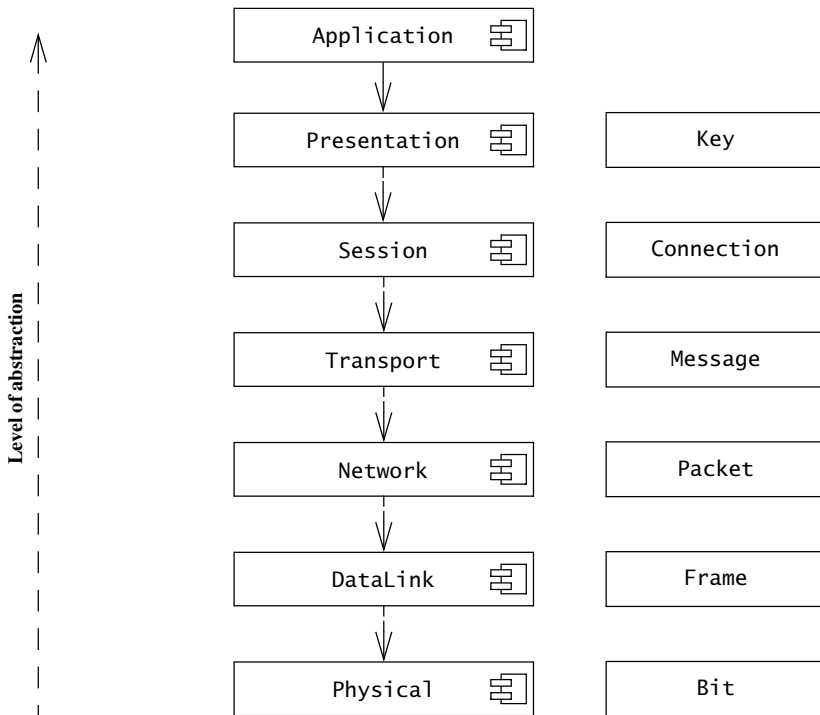 Application
Presentation
Key
Session
Connection
Transport
Message
Network
Packet
DataLink
Frame
Physical
Bit
Level of abstraction